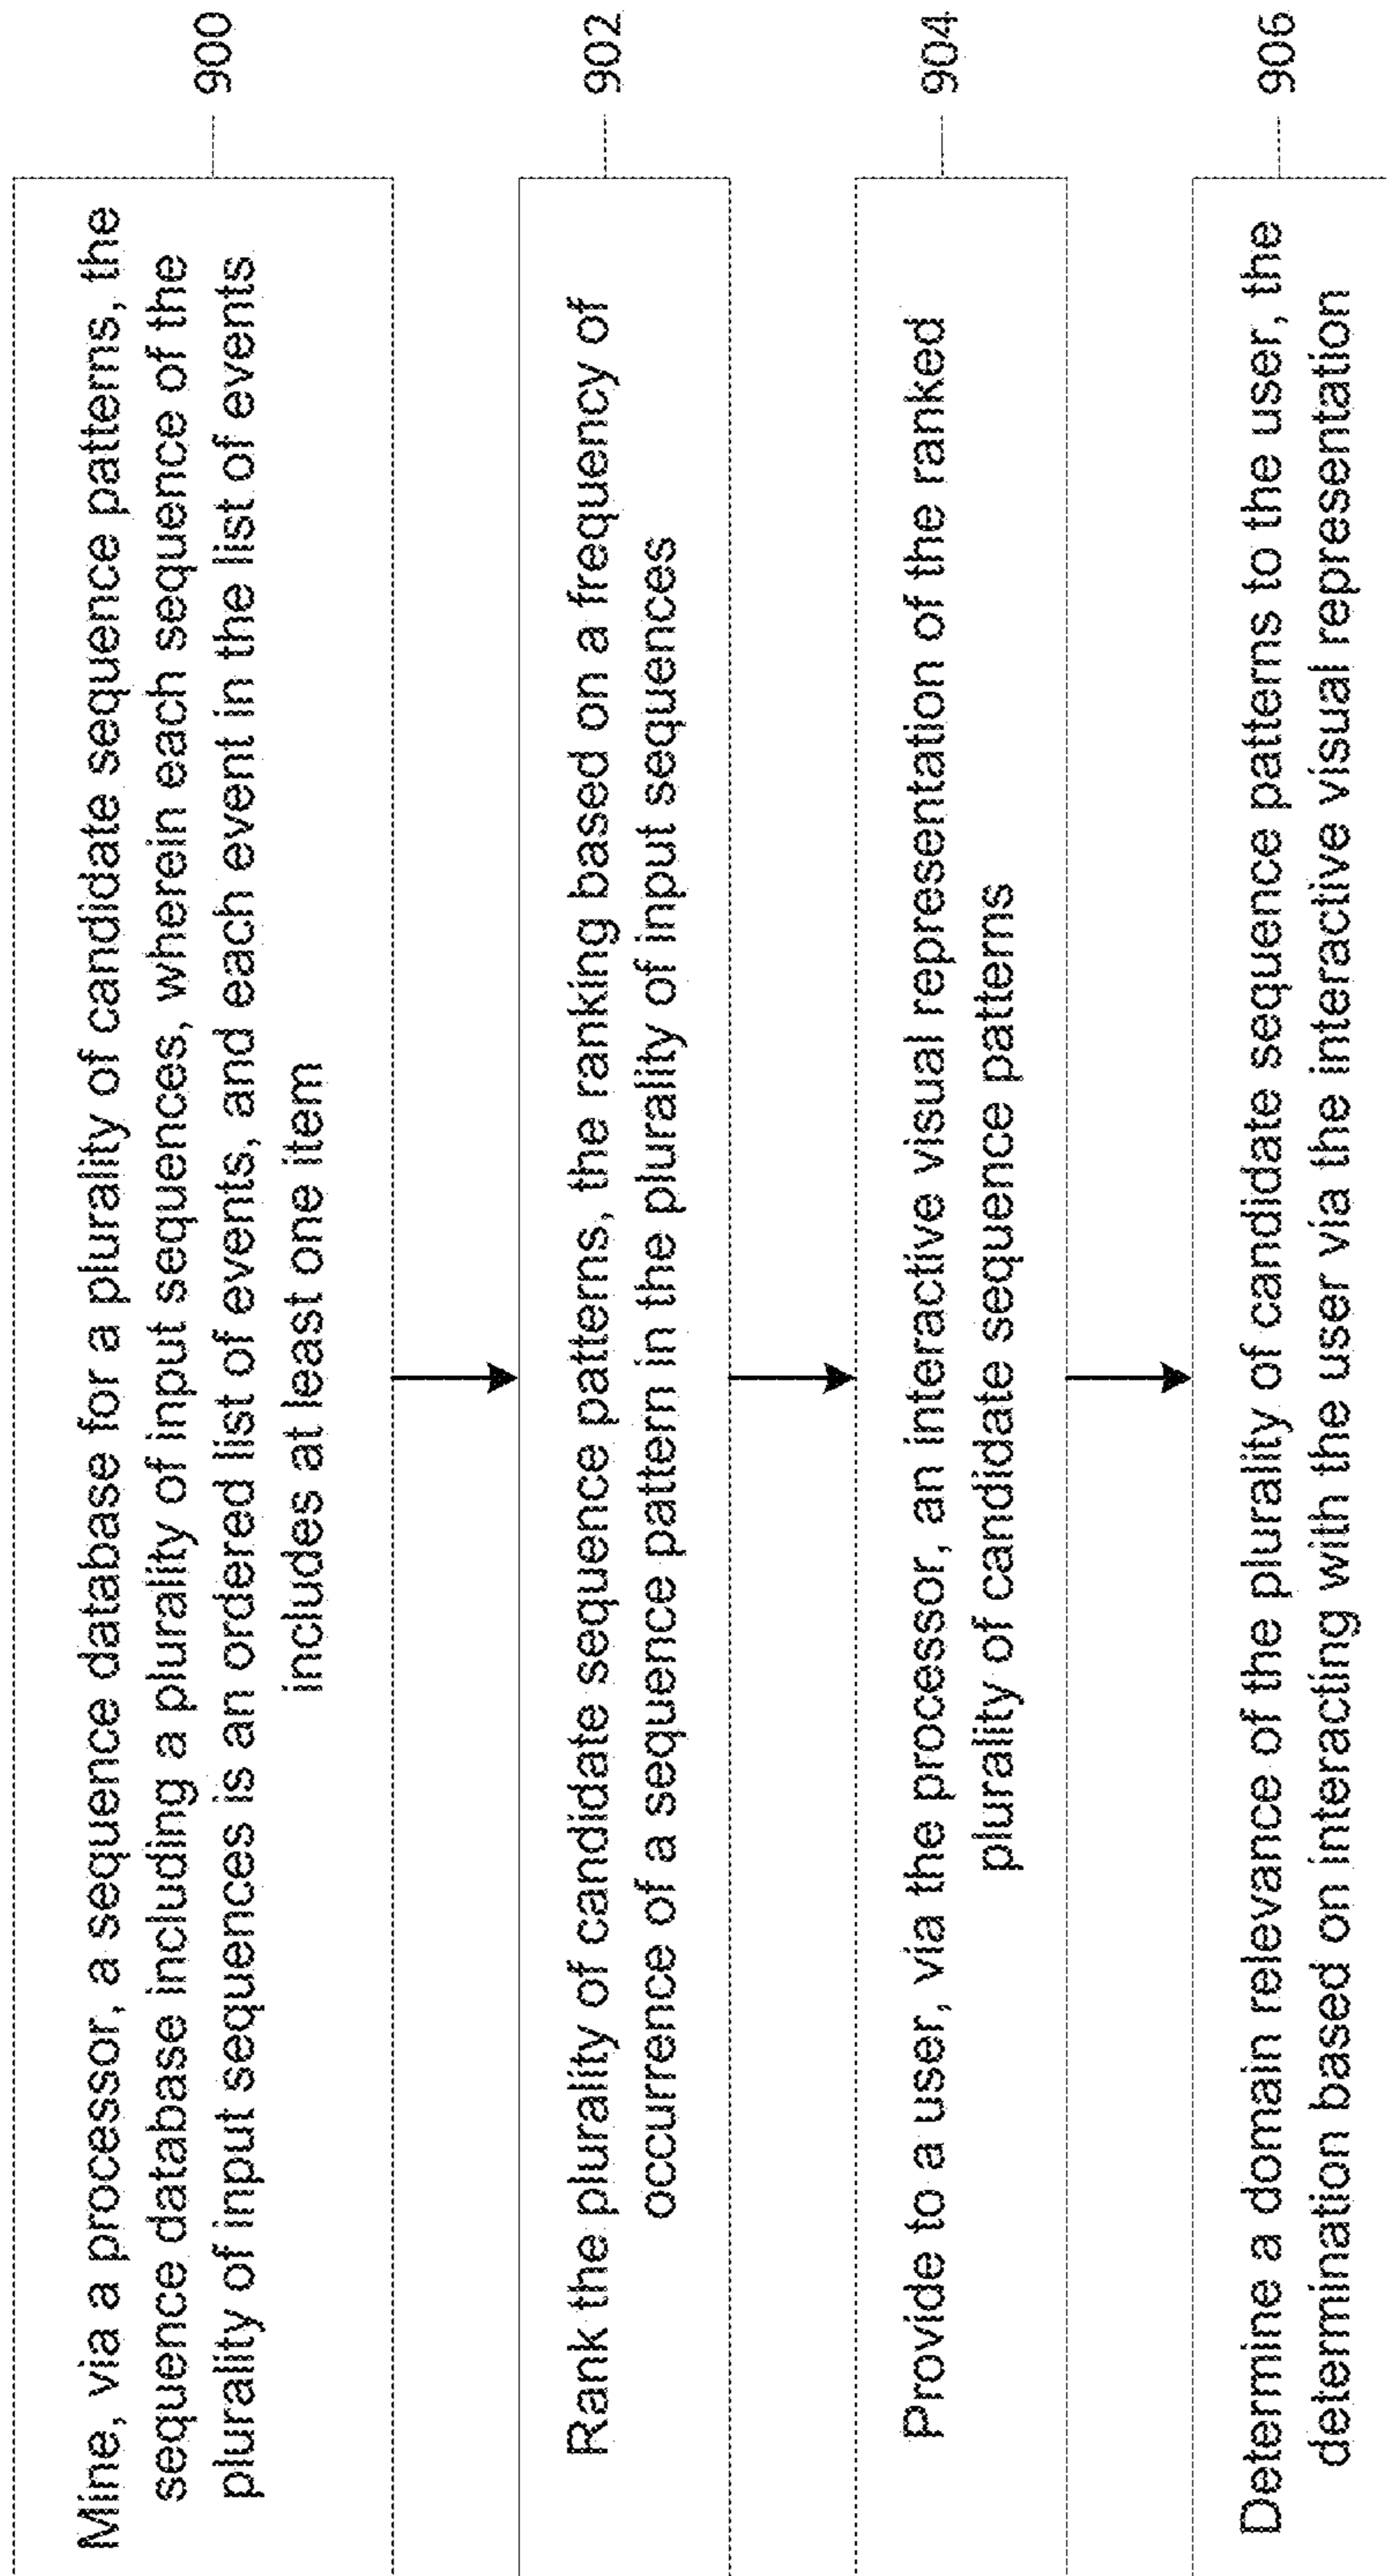 Mine, via a processor, a sequence database for a plurality of candidate sequence patterns, the
sequence database including a plurality of input sequences, wherein each sequence of the
plurality of input sequences is an ordered list of events, and each event in the list of events
includes at least one item
900
Rank the plurality of candidate sequence patterns, the ranking based on a frequency of
occurrence of a sequence pattern in the plurality of input sequences
902
Provide to a user, via the processor, an interactive visual representation of the ranked
plurality of candidate sequence patterns
904
Determine a domain relevance of the plurality of candidate sequence patterns to the user, the
determination based on interacting with the user via the interactive visual representation
906